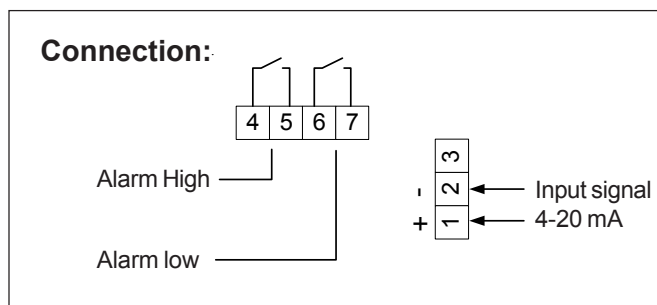 Connection:
4 5 6 7
Alarm High
Alarm low
3
- 2 Input signal
+ 1 4-20 mA